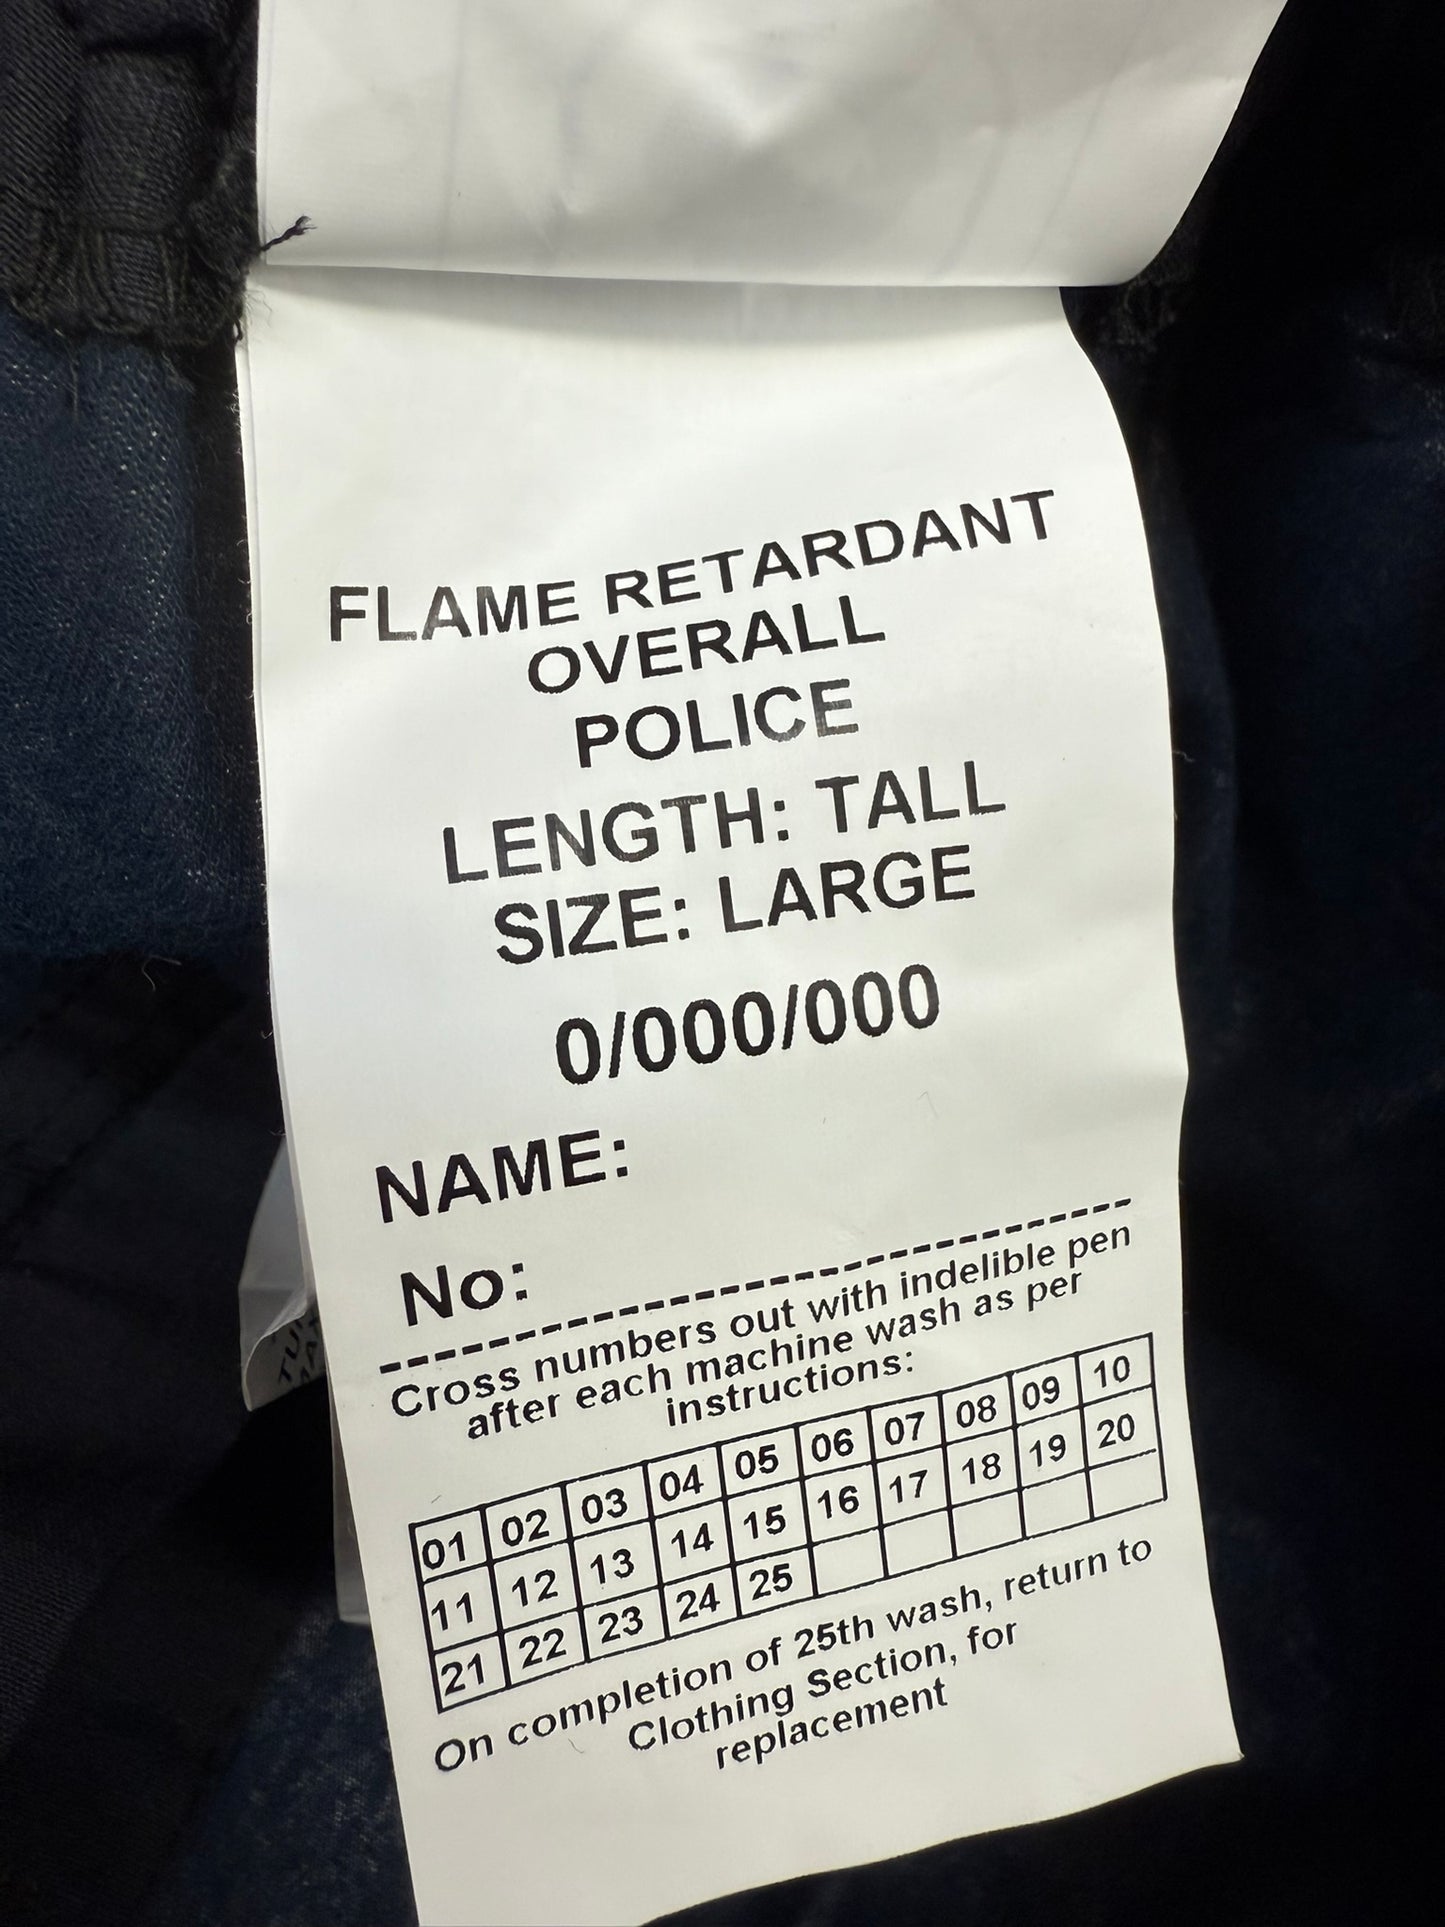 FLAME RETARDANT
OVERALL
POLICE
LENGTH: TALL
SIZE: LARGE
0/000/000
NAME:
No:
Cross numbers out with indelible pen
after each machine wash as per
instructions:
01 02 03 04 05 06 07 08 09 10
11 12 13 14 15 16 17 18 19 20
21 22 23 24 25
On completion of 25th wash, return to
Clothing Section, for
replacement